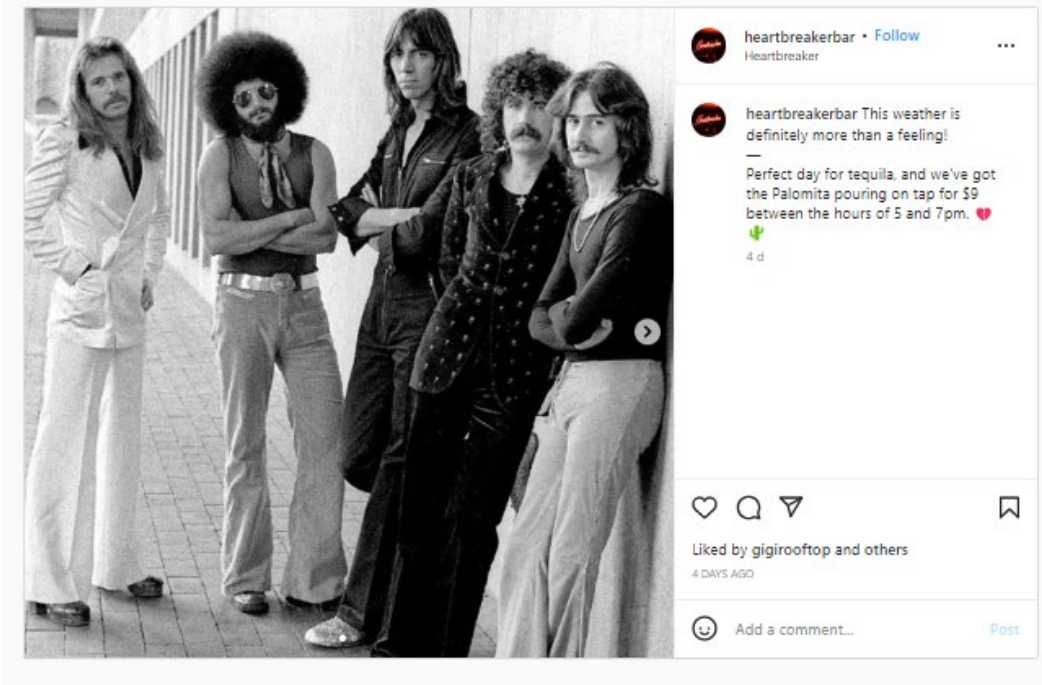 heartbreakerbar • Follow
Heartbreaker
heartbreakerbar This weather is
definitely more than a feeling!
—
Perfect day for tequila, and we've got
the Palomita pouring on tap for $9
between the hours of 5 and 7pm. 💔
🌵
4 d
Liked by gigirooftop and others
4 DAYS AGO
Add a comment...
Post